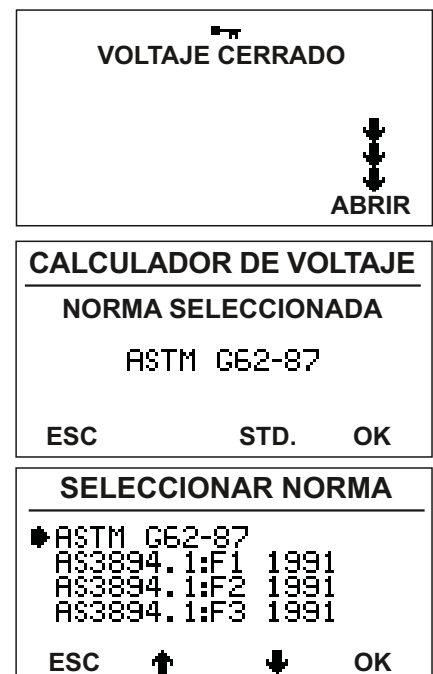 VOLTAJE CERRADO
ABRIR
CALCULADOR DE VOLTAJE
NORMA SELECCIONADA
ASTM G62-87
ESC STD. OK
SELECCIONAR NORMA
ASTM G62-87
AS3894.1:F1 1991
AS3894.1:F2 1991
AS3894.1:F3 1991
ESC OK